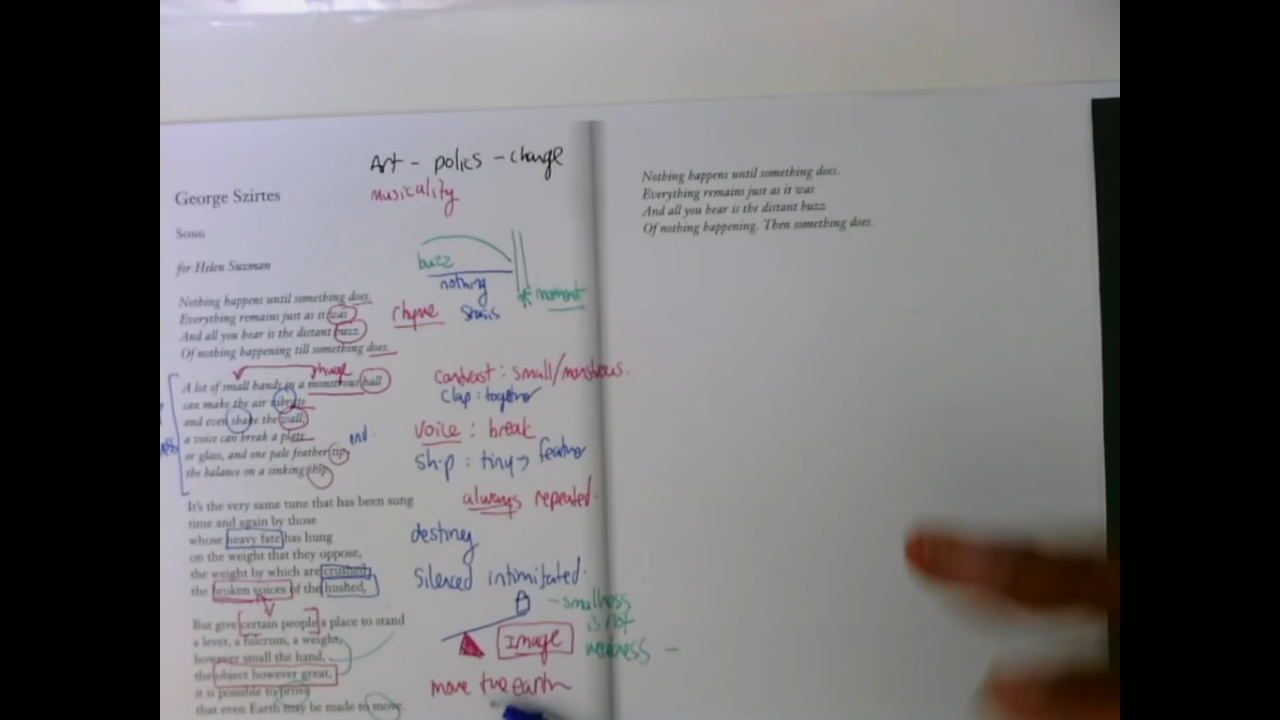 Art - polics - change
musicality
George Szirtes
SONG
for Helen Suzman
buzz
nothing
moment
Nothing happens until something does.
Everything remains just as it was
And all you hear is the distant buzz
Of nothing happening till something does.
rhyme
Stasis
huge
A lot of small hands in a monstrous hall
can make the air vibrate
and even shake the wall;
a voice can break a plate
or glass, and one pale feather tip
the balance on a sinking ship.
and
contrast : small/monstrous.
clap : together
voice : break
ship : tiny → feather
always repeated.
It's the very same tune that has been sung
time and again by those
whose heavy fate has hung
on the weight that they oppose,
the weight by which are crushed,
the broken voices of the hushed,
destiny
Silenced intimitated.
But give certain people a place to stand
a lever, a fulcrum, a weight,
however small the hand,
the object however great,
it is possible to prove
that even Earth may be made to move.
- smallness
is not
weakness -
Image
move the earth
Nothing happens until something does.
Everything remains just as it was
And all you hear is the distant buzz
Of nothing happening. Then something does.